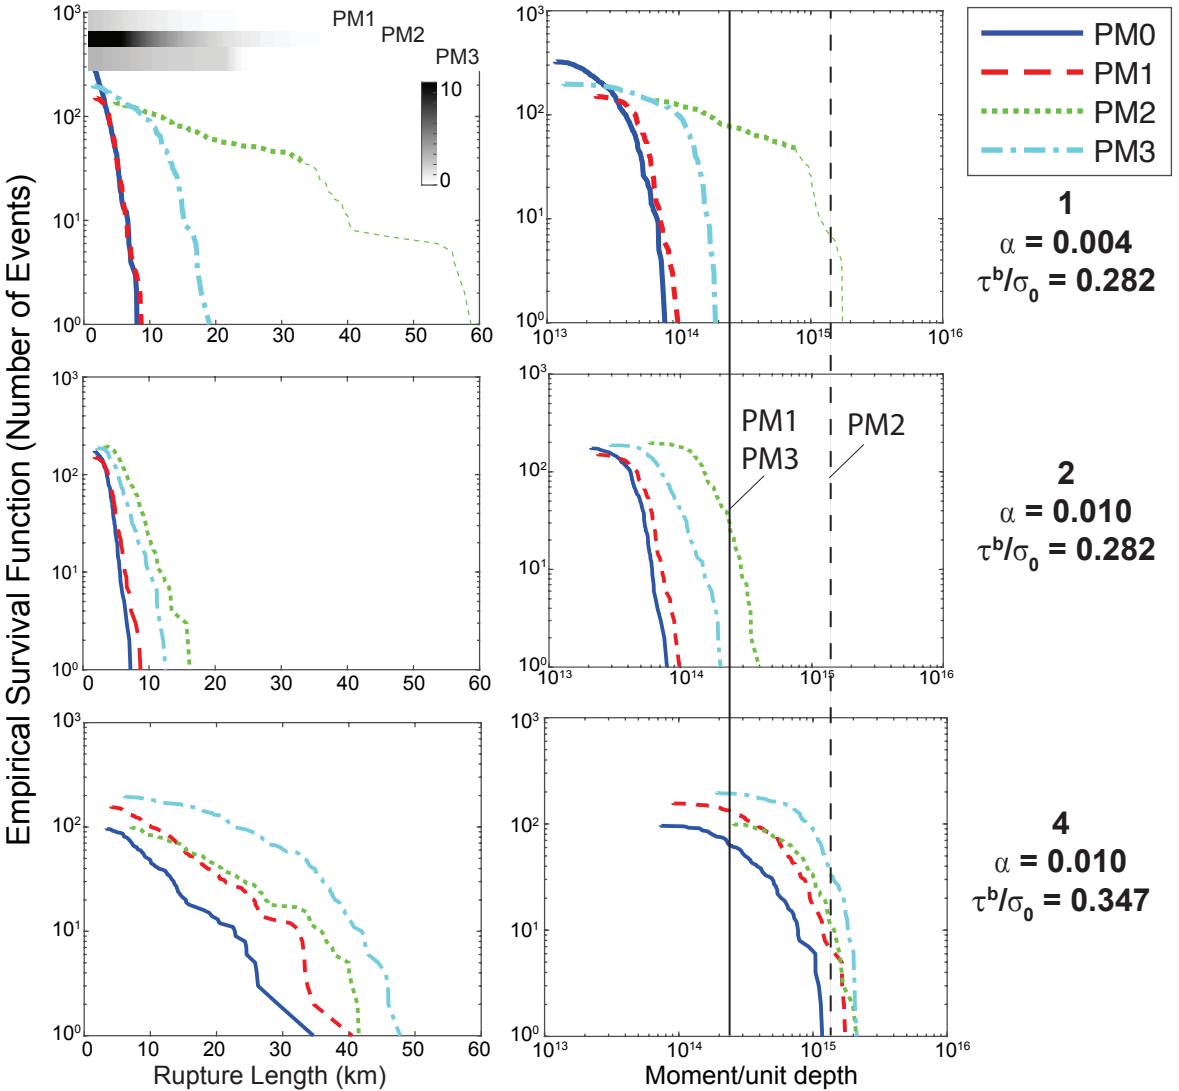 Empirical Survival Function (Number of Events)
10³
10²
10¹
10⁰
0 10 20 30 40 50 60
PM1
PM2
PM3
10
0
10³
10²
10¹
10⁰
10¹³ 10¹⁴ 10¹⁵ 10¹⁶
PM0
PM1
PM2
PM3
1
α = 0.004
τᵇ/σ₀ = 0.282
10³
10²
10¹
10⁰
0 10 20 30 40 50 60
10³
10²
10¹
10⁰
10¹³ 10¹⁴ 10¹⁵ 10¹⁶
PM1
PM3
PM2
2
α = 0.010
τᵇ/σ₀ = 0.282
10³
10²
10¹
10⁰
0 10 20 30 40 50 60
Rupture Length (km)
10³
10²
10¹
10⁰
10¹³ 10¹⁴ 10¹⁵ 10¹⁶
Moment/unit depth
4
α = 0.010
τᵇ/σ₀ = 0.347